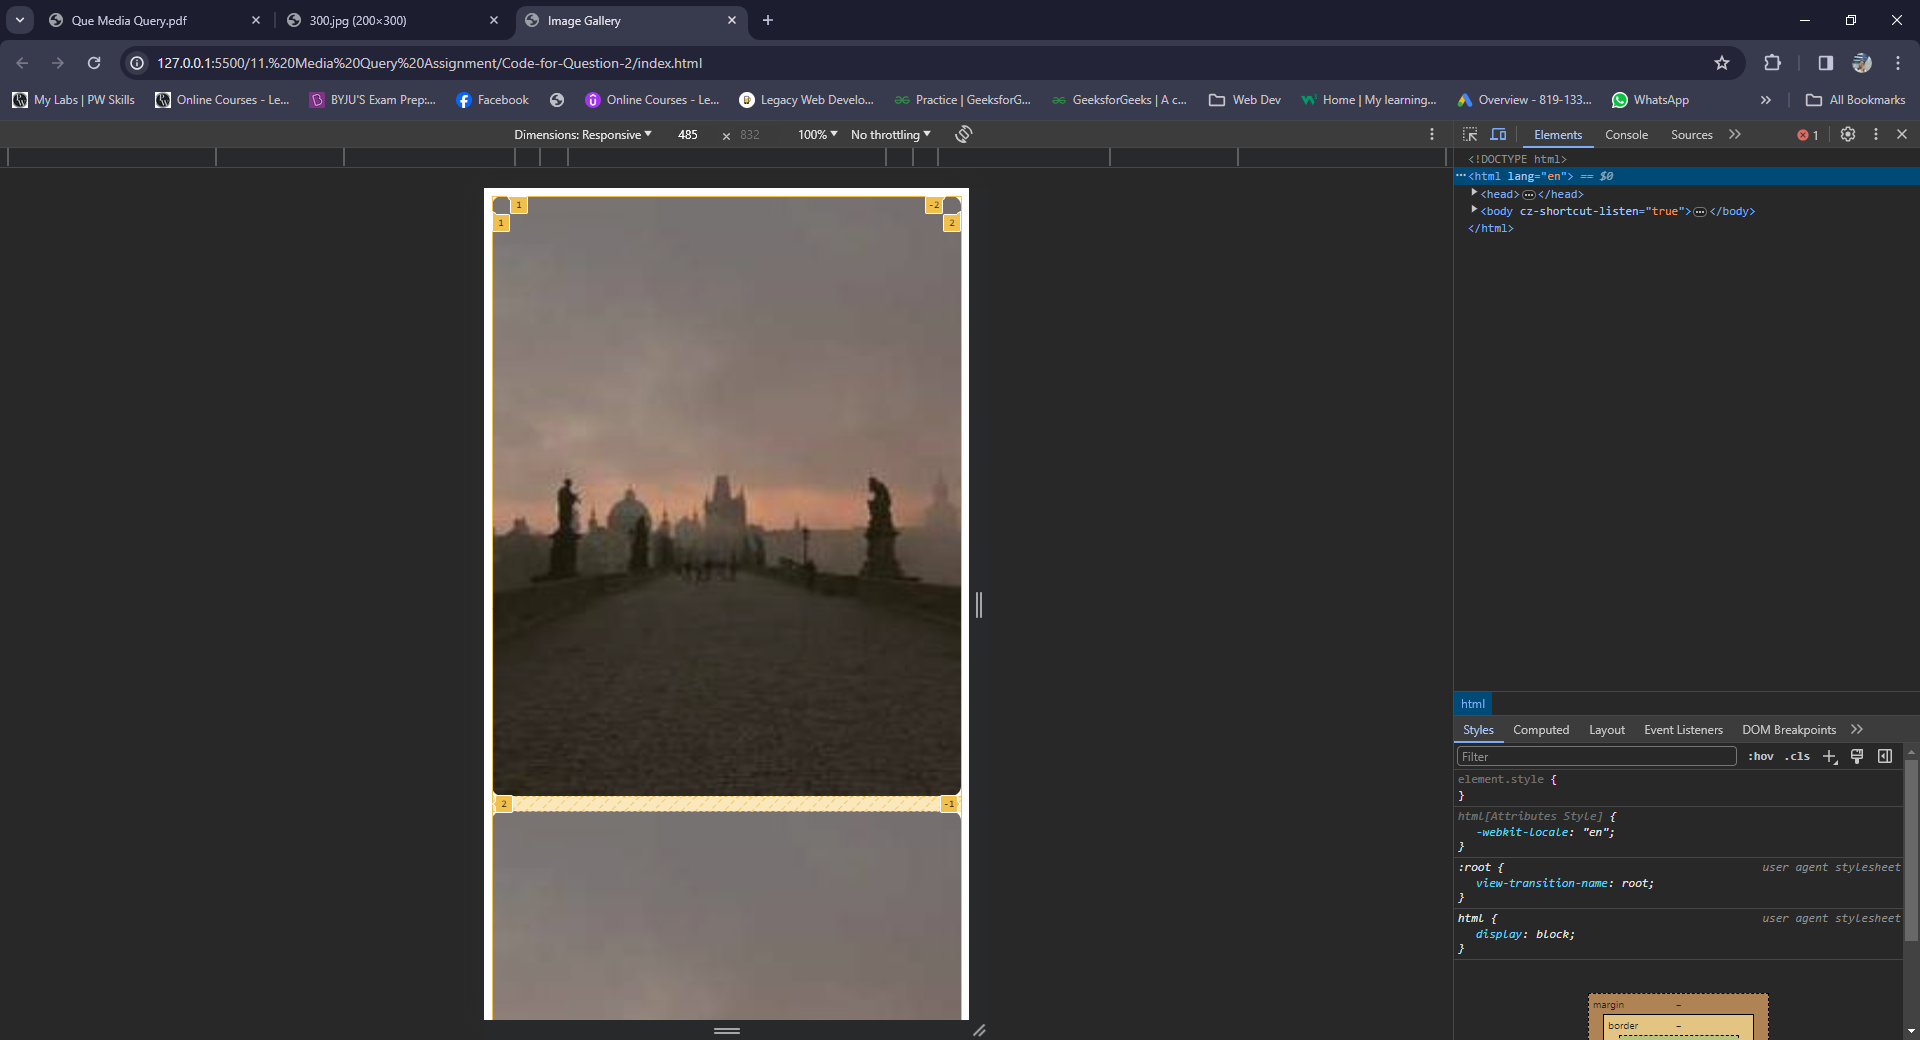 Que Media Query.pdf
300.jpg (200×300)
Image Gallery
127.0.0.1:5500/11.%20Media%20Query%20Assignment/Code-for-Question-2/index.html
My Labs | PW Skills
Online Courses - Le...
BYJU'S Exam Prep:...
Facebook
Online Courses - Le...
Legacy Web Develo...
Practice | GeeksforG...
GeeksforGeeks | A c...
Web Dev
Home | My learning...
Overview - 819-133...
WhatsApp
All Bookmarks
Dimensions: Responsive
485
832
100%
No throttling
Elements
Console
Sources
1
<!DOCTYPE html>
<html lang="en"> == $0
<head> </head>
<body cz-shortcut-listen="true"> </body>
</html>
1
-2
1
2
2
-1
html
Styles
Computed
Layout
Event Listeners
DOM Breakpoints
Filter
:hov
.cls
element.style {
}
html[Attributes Style] {
-webkit-locale: "en";
}
:root {
user agent stylesheet
view-transition-name: root;
}
html {
user agent stylesheet
display: block;
}
margin
–
border
–